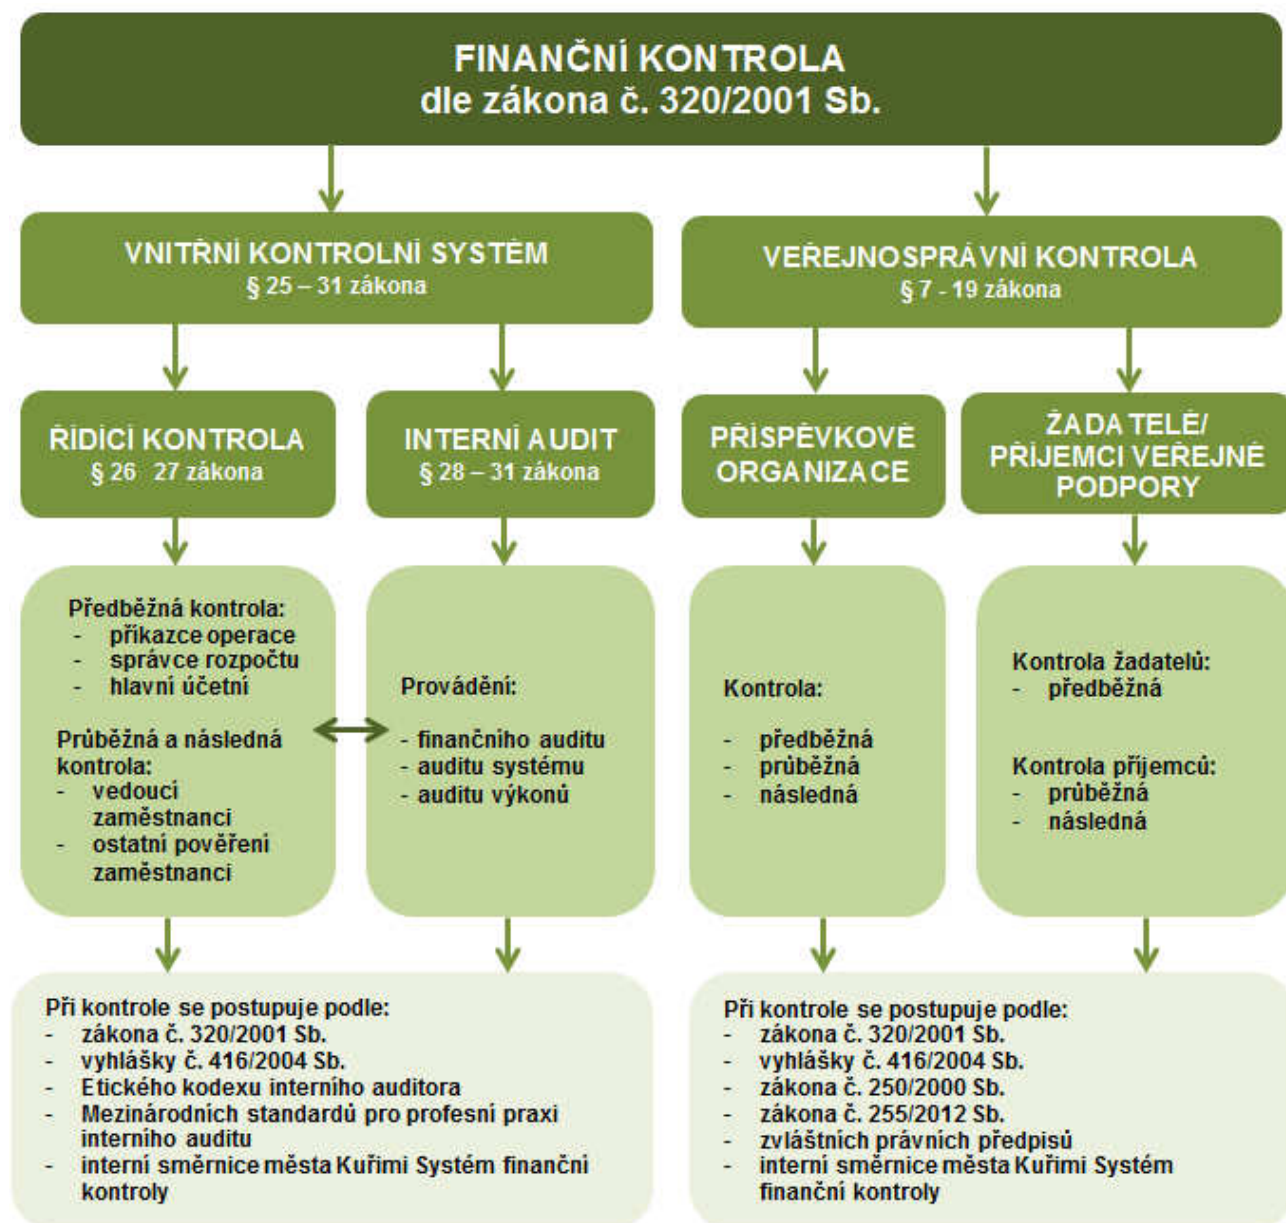 FINANČNÍ KONTROLA
dle zákona č. 320/2001 Sb.
VNITŘNÍ KONTROLNÍ SYSTÉM
§ 25 – 31 zákona
VEŘEJNOSPRÁVNÍ KONTROLA
§ 7 - 19 zákona
ŘÍDÍCÍ KONTROLA
§ 26 27 zákona
INTERNÍ AUDIT
§ 28 – 31 zákona
PŘÍSPĚVKOVÉ
ORGANIZACE
ŽADATELÉ/
PŘÍJEMCI VEŘEJNÉ
PODPORY
Předběžná kontrola:
- příkazce operace
- správce rozpočtu
- hlavní účetní
Průběžná a následná
kontrola:
- vedoucí
zaměstnanci
- ostatní pověření
zaměstnanci
Provádění:
- finančního auditu
- auditu systému
- auditu výkonů
Kontrola:
- předběžná
- průběžná
- následná
Kontrola žadatelů:
- předběžná
Kontrola příjemců:
- průběžná
- následná
Při kontrole se postupuje podle:
- zákona č. 320/2001 Sb.
- vyhlášky č. 416/2004 Sb.
- Etického kodexu interního auditora
- Mezinárodních standardů pro profesní praxi
interního auditu
- interní směrnice města Kuřimi Systém finanční
kontroly
Při kontrole se postupuje podle:
- zákona č. 320/2001 Sb.
- vyhlášky č. 416/2004 Sb.
- zákona č. 250/2000 Sb.
- zákona č. 255/2012 Sb.
- zvláštních právních předpisů
- interní směrnice města Kuřimi Systém
finanční kontroly